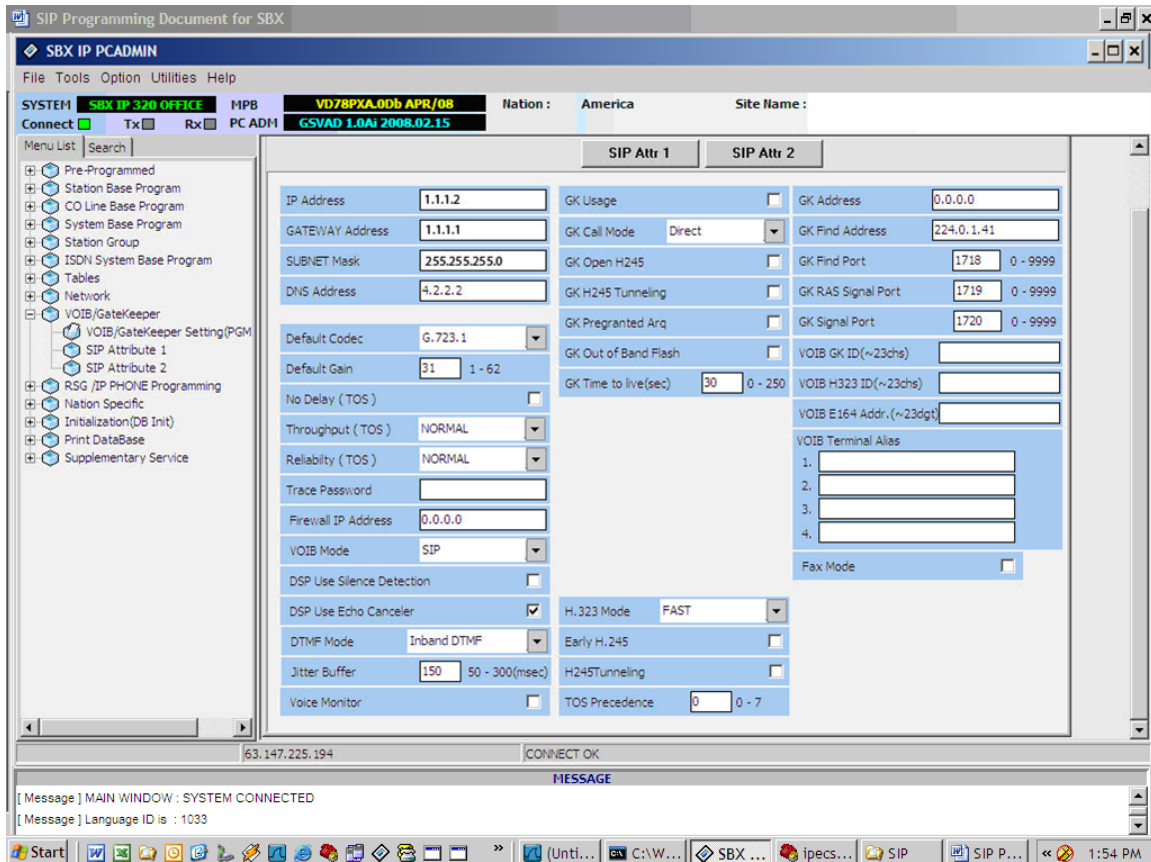 SIP Programming Document for SBX
SBX IP PCADMIN
File Tools Option Utilities Help
SYSTEM SBX IP 320 OFFICE MPB VD78PXA.0Db APR/08 Nation : America Site Name :
Connect Tx Rx PC ADM GSVAD 1.0Ai 2008.02.15
Menu List Search
Pre-Programmed
Station Base Program
CO Line Base Program
System Base Program
Station Group
ISDN System Base Program
Tables
Network
VOIB/GateKeeper
VOIB/GateKeeper Setting(PGM
SIP Attribute 1
SIP Attribute 2
RSG /IP PHONE Programming
Nation Specific
Initialization(DB Init)
Print DataBase
Supplementary Service
SIP Attr 1 SIP Attr 2
IP Address 1.1.1.2
GATEWAY Address 1.1.1.1
SUBNET Mask 255.255.255.0
DNS Address 4.2.2.2
Default Codec G.723.1
Default Gain 31 1 - 62
No Delay ( TOS )
Throughput ( TOS ) NORMAL
Reliabilty ( TOS ) NORMAL
Trace Password
Firewall IP Address 0.0.0.0
VOIB Mode SIP
DSP Use Silence Detection
DSP Use Echo Canceler
DTMF Mode Inband DTMF
Jitter Buffer 150 50 - 300(msec)
Voice Monitor
GK Usage
GK Call Mode Direct
GK Open H245
GK H245 Tunneling
GK Pregranted Arq
GK Out of Band Flash
GK Time to live(sec) 30 0 - 250
H.323 Mode FAST
Early H.245
H245Tunneling
TOS Precedence 0 0 - 7
GK Address 0.0.0.0
GK Find Address 224.0.1.41
GK Find Port 1718 0 - 9999
GK RAS Signal Port 1719 0 - 9999
GK Signal Port 1720 0 - 9999
VOIB GK ID(~23chs)
VOIB H323 ID(~23chs)
VOIB E164 Addr.(~23dgt)
VOIB Terminal Alias
1.
2.
3.
4.
Fax Mode
63.147.225.194 CONNECT OK
MESSAGE
[ Message ] MAIN WINDOW : SYSTEM CONNECTED
[ Message ] Language ID is : 1033
Start » (Unti... C:\W... SBX ... ipecs... SIP SIP P... « 1:54 PM